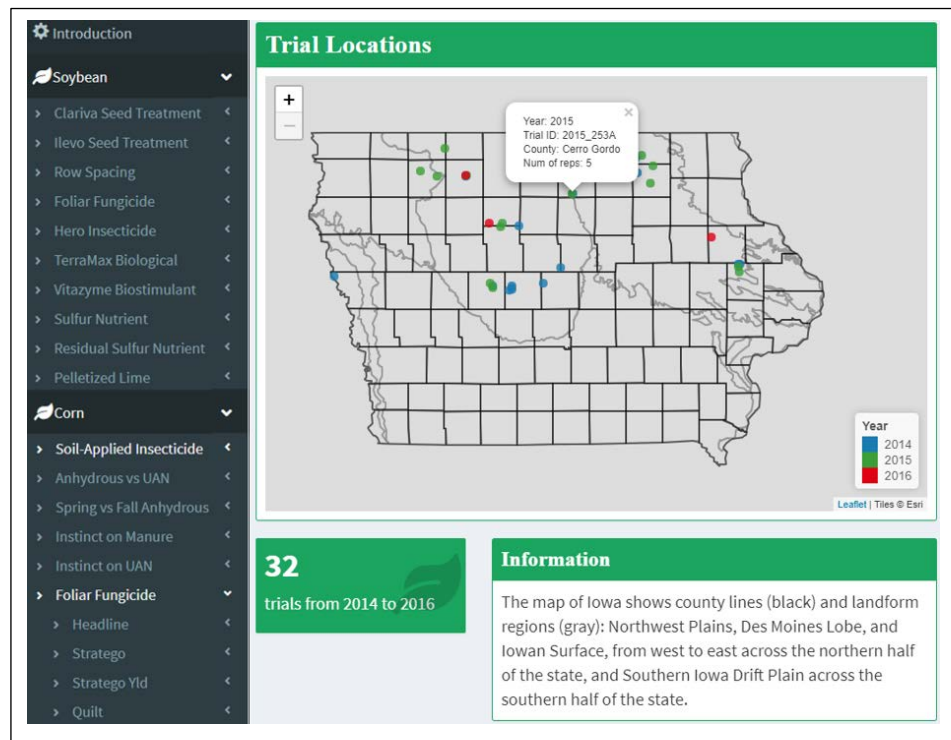 Introduction
Soybean
Clariva Seed Treatment
Ilevo Seed Treatment
Row Spacing
Foliar Fungicide
Hero Insecticide
TerraMax Biological
Vitazyme Biostimulant
Sulfur Nutrient
Residual Sulfur Nutrient
Pelletized Lime
Corn
Soil-Applied Insecticide
Anhydrous vs UAN
Spring vs Fall Anhydrous
Instinct on Manure
Instinct on UAN
Foliar Fungicide
Headline
Stratego
Stratego Yld
Quilt
Trial Locations
+
−
×
Year: 2015
Trial ID: 2015_253A
County: Cerro Gordo
Num of reps: 5
Year
2014
2015
2016
Leaflet | Tiles © Esri
32
trials from 2014 to 2016
Information
The map of Iowa shows county lines (black) and landform
regions (gray): Northwest Plains, Des Moines Lobe, and
Iowan Surface, from west to east across the northern half
of the state, and Southern Iowa Drift Plain across the
southern half of the state.